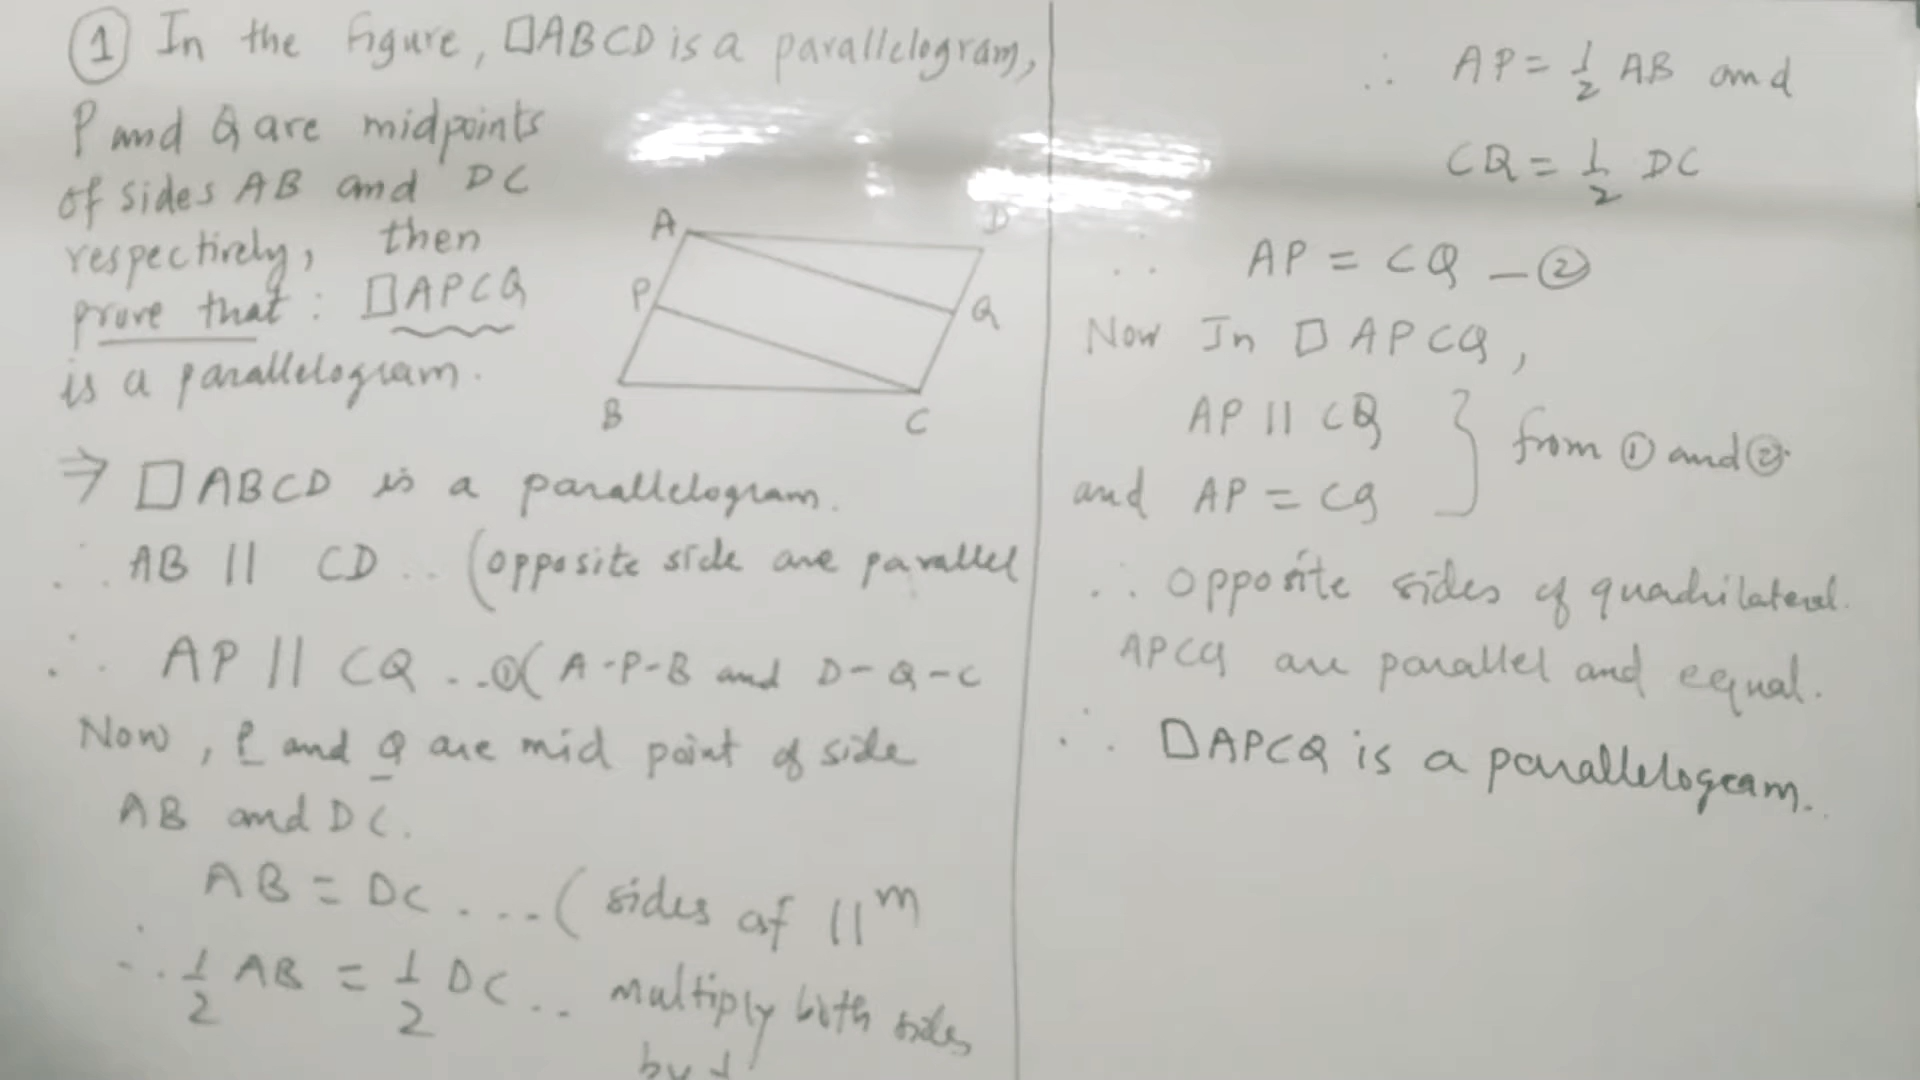 ① In the figure, □ABCD is a parallelogram,
P and Q are midpoints
of sides AB and DC
respectively, then
prove that : □APCQ
is a parallelogram.
A
D
P
Q
B
C
⇒ □ABCD is a parallelogram.
∴ AB || CD .. (opposite side are parallel
∴ AP || CQ ..①( A-P-B and D-Q-C
Now, P and Q are mid point of side
AB and DC.
AB = DC ....( sides of ||m
∴ 1/2 AB = 1/2 DC .. multiply both sides
by
∴ AP = 1/2 AB and
CQ = 1/2 DC
∴ AP = CQ — ②
Now In □ APCQ,
AP || CQ
and AP = CQ } from ① and ②.
∴ opposite sides of quadrilateral.
APCQ are parallel and equal.
∴ □APCQ is a parallelogram.